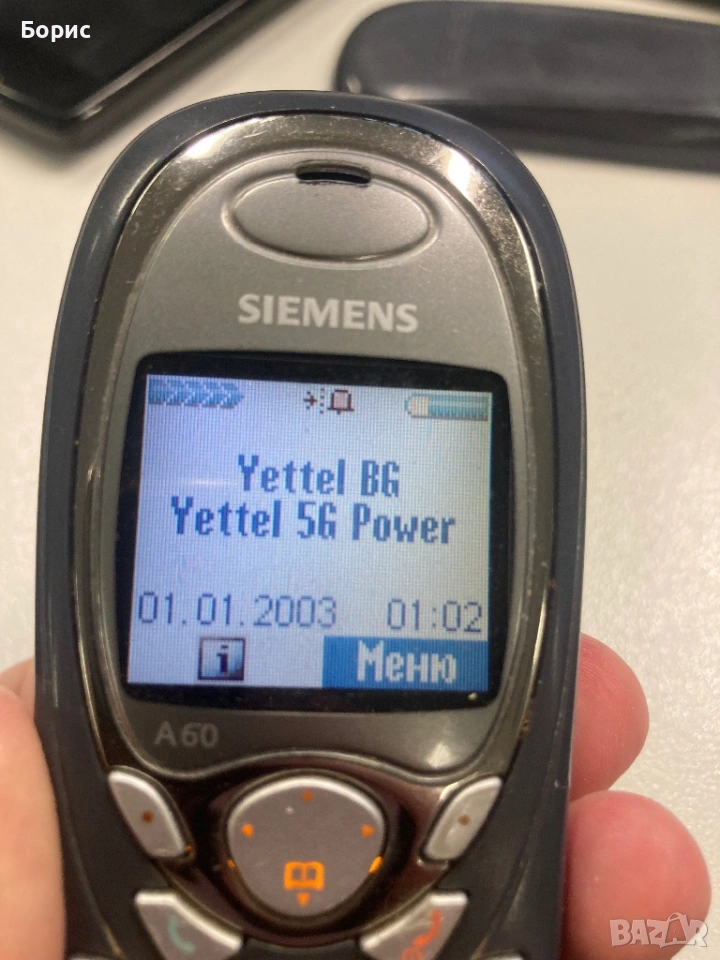 Борис
SIEMENS
Yettel BG
Yettel 5G Power
01.01.2003 01:02
i Меню
A60
BAZAR